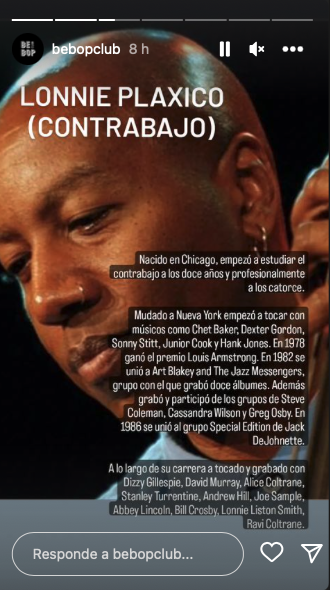 BE!
BOP
bebopclub 8 h
LONNIE PLAXICO
(CONTRABAJO)
Nacido en Chicago, empezó a estudiar el
contrabajo a los doce años y profesionalmente
a los catorce.
Mudado a Nueva York empezó a tocar con
músicos como Chet Baker, Dexter Gordon,
Sonny Stitt, Junior Cook y Hank Jones. En 1978
ganó el premio Louis Armstrong. En 1982 se
unió a Art Blakey and The Jazz Messengers,
grupo con el que grabó doce álbumes. Además
grabó y participó de los grupos de Steve
Coleman, Cassandra Wilson y Greg Osby. En
1986 se unió al grupo Special Edition de Jack
DeJohnette.
A lo largo de su carrera a tocado y grabado con
Dizzy Gillespie, David Murray, Alice Coltrane,
Stanley Turrentine, Andrew Hill, Joe Sample,
Abbey Lincoln, Bill Crosby, Lonnie Liston Smith,
Ravi Coltrane.
Responde a bebopclub...